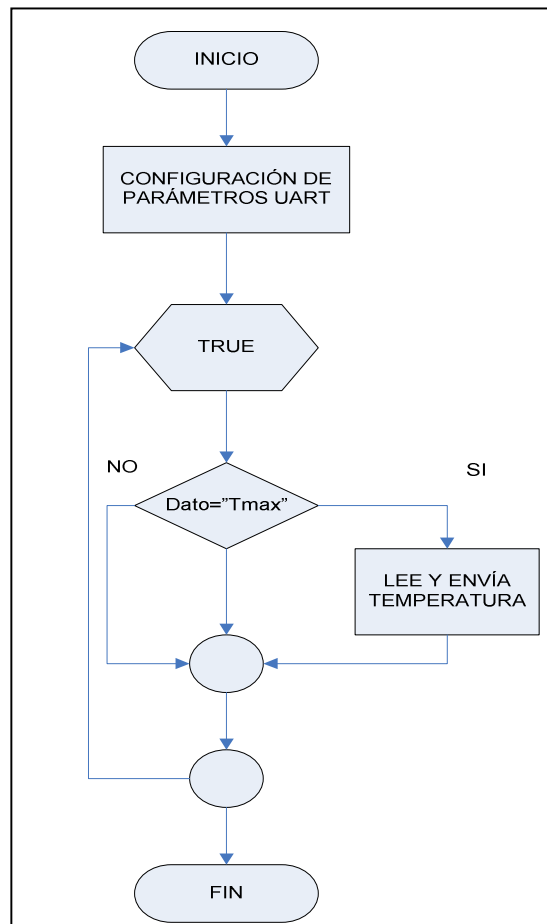 INICIO
CONFIGURACIÓN DE
PARÁMETROS UART
TRUE
NO
SI
Dato=”Tmax”
LEE Y ENVÍA
TEMPERATURA
FIN